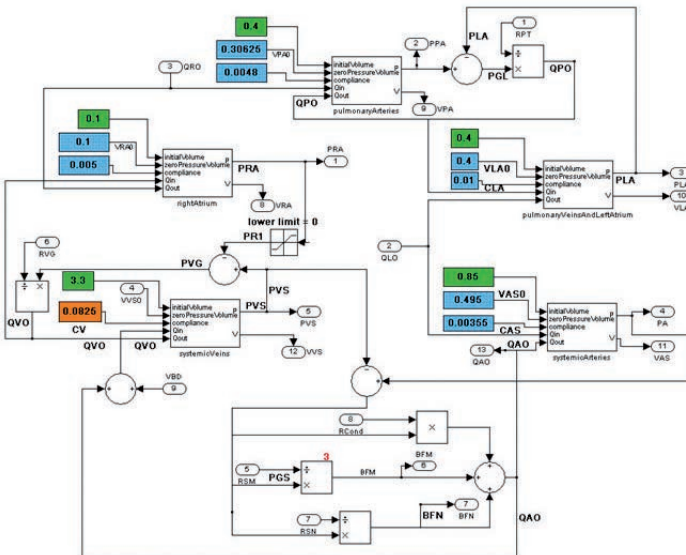 0.4
0.30625
VPA0
0.0048
initialVolume
zeroPressureVolume
compliance
Qin
Qout
p
V
pulmonaryArteries
3
QRO
2
PPA
PLA
PGL
1
RPT
÷
×
QPO
QPO
9
VPA
0.1
0.1
VRA0
0.005
initialVolume
zeroPressureVolume
compliance
Qin
Qout
p
V
rightAtrium
PRA
PRA
1
8
VRA
lower limit = 0
PR1
0.4
0.4
VLA0
0.01
CLA
initialVolume
zeroPressureVolume
compliance
Qin
Qout
p
V
pulmonaryVeinsAndLeftAtrium
PLA
3
PLA
10
VLA
2
QLO
6
RVG
÷ ×
QVO
PVG
PVS
PVS
3.3
4
VVS0
0.0825
CV
QVO
QVO
initialVolume
zeroPressureVolume
compliance
Qin
Qout
p
V
systemicVeins
5
PVS
12
VVS
0.85
0.495
VAS0
0.00355
CAS
initialVolume
zeroPressureVolume
compliance
Qin
Qout
p
V
systemicArteries
4
PA
11
VAS
13
QAO
QAO
VBD
9
8
RCond
×
5
RSM
PGS
3
÷
×
BFM
BFM
6
7
RSN
÷
×
BFN
7
BFN
QAO